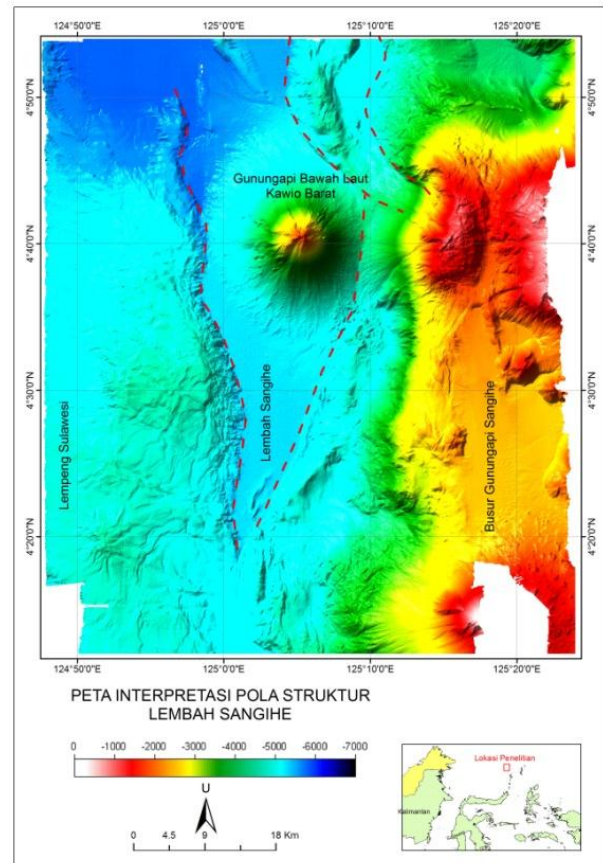 124°50'0"E 125°0'0"E 125°10'0"E 125°20'0"E
4°50'0"N 4°50'0"N
Gunungapi Bawah Laut
Kawio Barat
4°40'0"N 4°40'0"N
4°30'0"N 4°30'0"N
Lempeng Sulawesi
Lembah Sangihe
Busur Gunungapi Sangihe
4°20'0"N 4°20'0"N
124°50'0"E 125°0'0"E 125°10'0"E 125°20'0"E
PETA INTERPRETASI POLA STRUKTUR
LEMBAH SANGIHE
0 -1000 -2000 -3000 -4000 -5000 -6000 -7000
U
0 4.5 9 18 Km
Lokasi Penelitian
Kalimantan